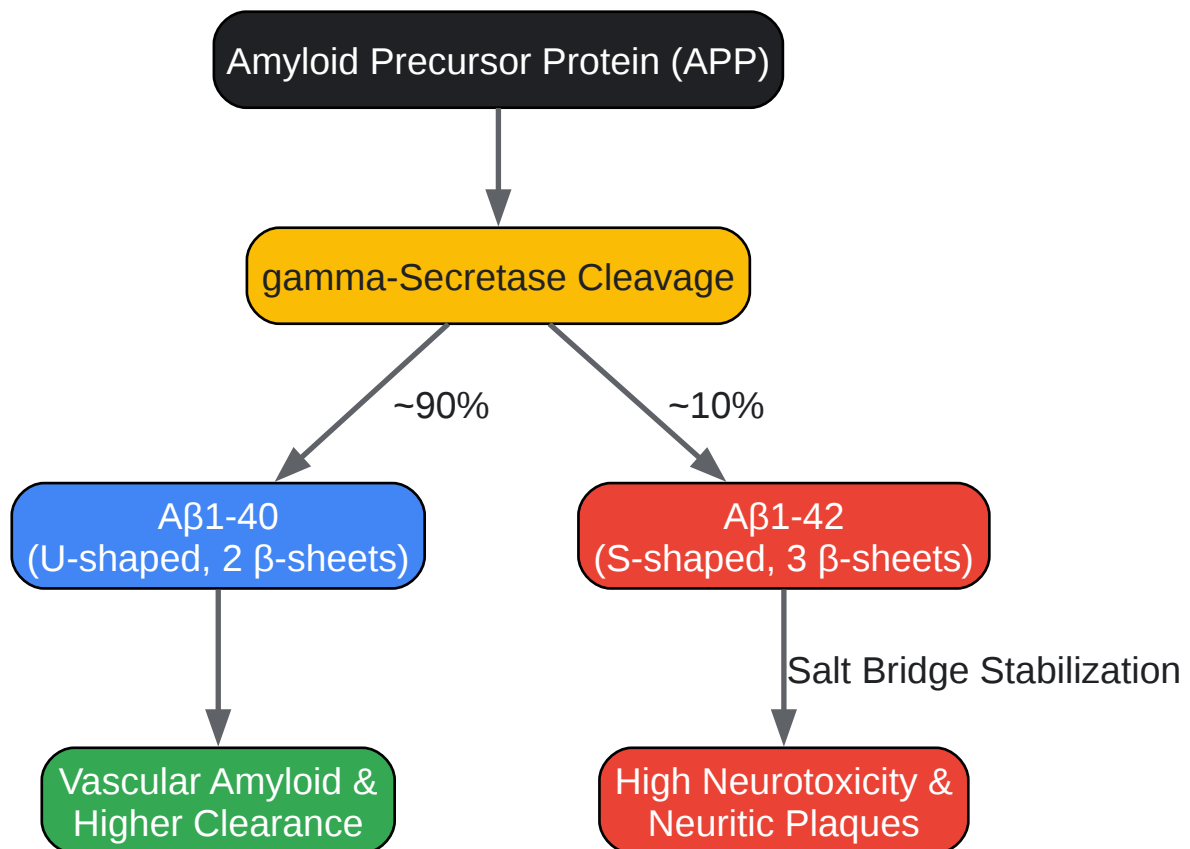 Amyloid Precursor Protein (APP)
gamma-Secretase Cleavage
~90%
~10%
Aβ1-40
(U-shaped, 2 β-sheets)
Aβ1-42
(S-shaped, 3 β-sheets)
Salt Bridge Stabilization
Vascular Amyloid &
Higher Clearance
High Neurotoxicity &
Neuritic Plaques